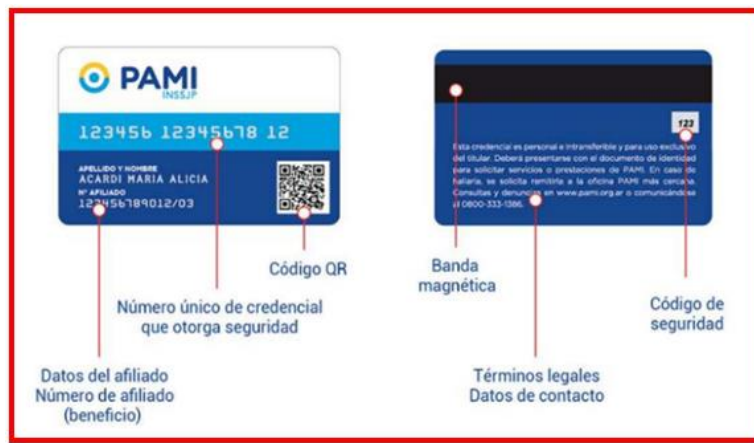 PAMI
INSSJP
123456 12345678 12
APELLIDO Y NOMBRE
ACARDI MARIA ALICIA
N° AFILIADO
123456789012/03
Código QR
Número único de credencial
que otorga seguridad
Datos del afiliado
Número de afiliado
(beneficio)
123
Esta credencial es personal e intransferible y para uso exclusivo
del titular. Deberá presentarse con el documento de identidad
para solicitar servicios o prestaciones de PAMI. En caso de
hallarla, se solicita remitirla a la oficina PAMI más cercana.
Consultas y denuncias en www.pami.org.ar o comunicándose
al 0800-333-1386.
Banda
magnética
Código de
seguridad
Términos legales
Datos de contacto